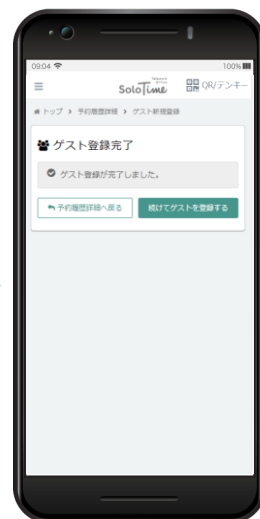 09:04 100%
SoloTime QR/テンキー
トップ > 予約履歴詳細 > ゲスト新規登録
ゲスト登録完了
ゲスト登録が完了しました。
予約履歴詳細へ戻る 続けてゲストを登録する